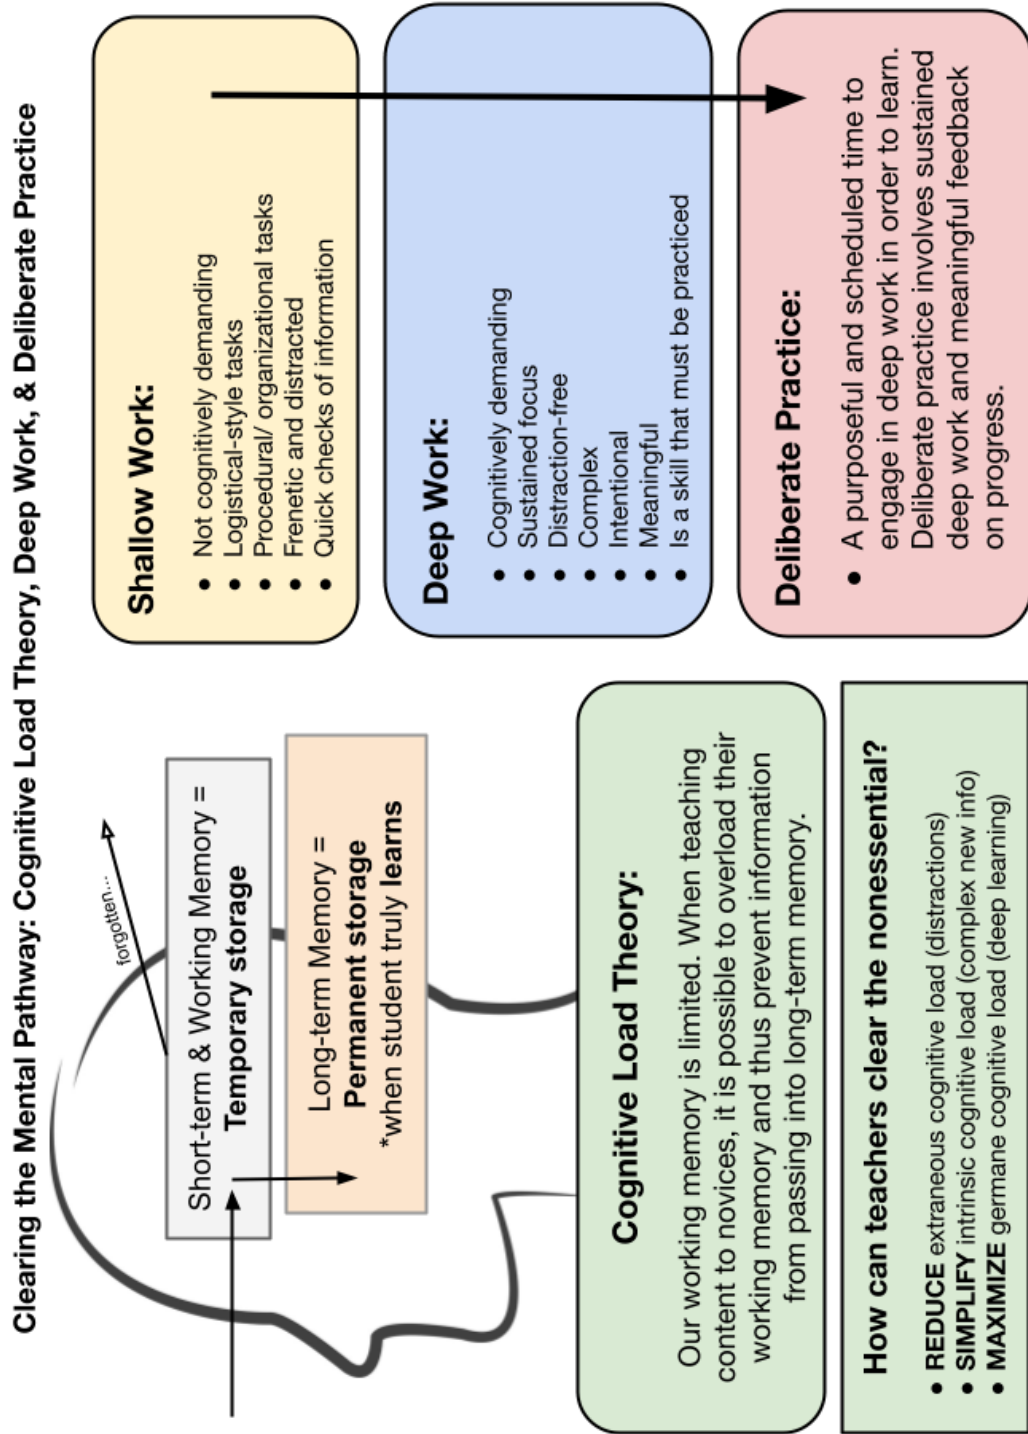 Clearing the Mental Pathway: Cognitive Load Theory, Deep Work, & Deliberate Practice
forgotten...
Short-term & Working Memory =
Temporary storage
Long-term Memory =
Permanent storage
*when student truly learns
Cognitive Load Theory:
Our working memory is limited. When teaching
content to novices, it is possible to overload their
working memory and thus prevent information
from passing into long-term memory.
How can teachers clear the nonessential?
● REDUCE extraneous cognitive load (distractions)
● SIMPLIFY intrinsic cognitive load (complex new info)
● MAXIMIZE germane cognitive load (deep learning)
Shallow Work:
● Not cognitively demanding
● Logistical-style tasks
● Procedural/ organizational tasks
● Frenetic and distracted
● Quick checks of information
Deep Work:
● Cognitively demanding
● Sustained focus
● Distraction-free
● Complex
● Intentional
● Meaningful
● Is a skill that must be practiced
Deliberate Practice:
● A purposeful and scheduled time to
engage in deep work in order to learn.
Deliberate practice involves sustained
deep work and meaningful feedback
on progress.